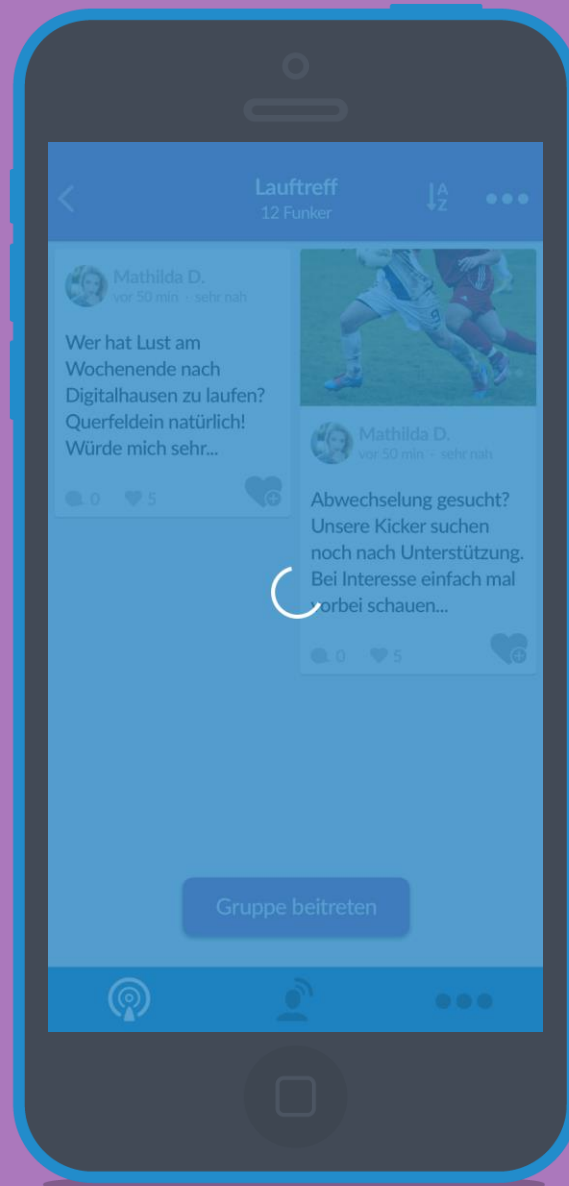 Lauftreff
12 Funker
A
Z
Mathilda D.
vor 50 min - sehr nah
Wer hat Lust am
Wochenende nach
Digitalhausen zu laufen?
Querfeldein natürlich!
Würde mich sehr...
0 5
9
Mathilda D.
vor 50 min - sehr nah
Abwechselung gesucht?
Unsere Kicker suchen
noch nach Unterstützung.
Bei Interesse einfach mal
vorbei schauen...
0 5
Gruppe beitreten